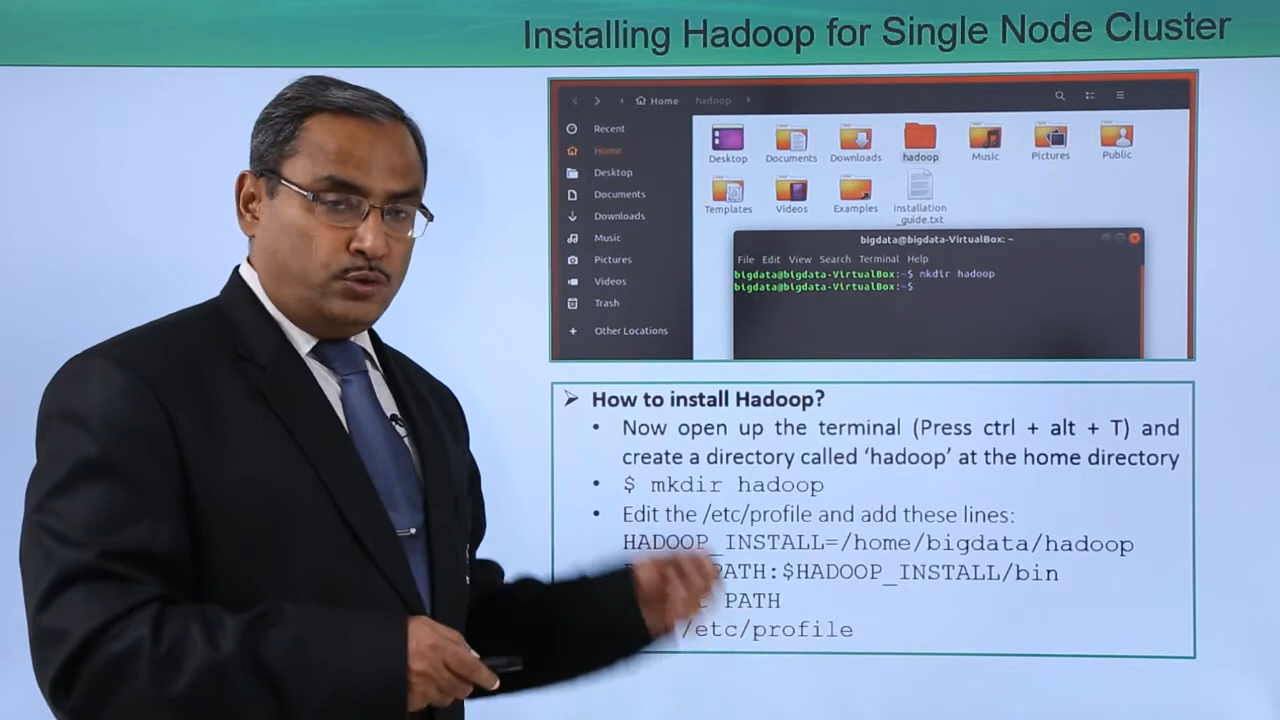 Installing Hadoop for Single Node Cluster
Home hadoop
Recent
Home
Desktop
Documents
Downloads
Music
Pictures
Videos
Trash
+ Other Locations
Desktop Documents Downloads hadoop Music Pictures Public
Templates Videos Examples Installation
_guide.txt
bigdata@bigdata-VirtualBox: ~
File Edit View Search Terminal Help
bigdata@bigdata-VirtualBox:~$ mkdir hadoop
bigdata@bigdata-VirtualBox:~$
➢ How to install Hadoop?
• Now open up the terminal (Press ctrl + alt + T) and
create a directory called ‘hadoop’ at the home directory
• $ mkdir hadoop
• Edit the /etc/profile and add these lines:
HADOOP_INSTALL=/home/bigdata/hadoop
PATH:$HADOOP_INSTALL/bin
PATH
/etc/profile